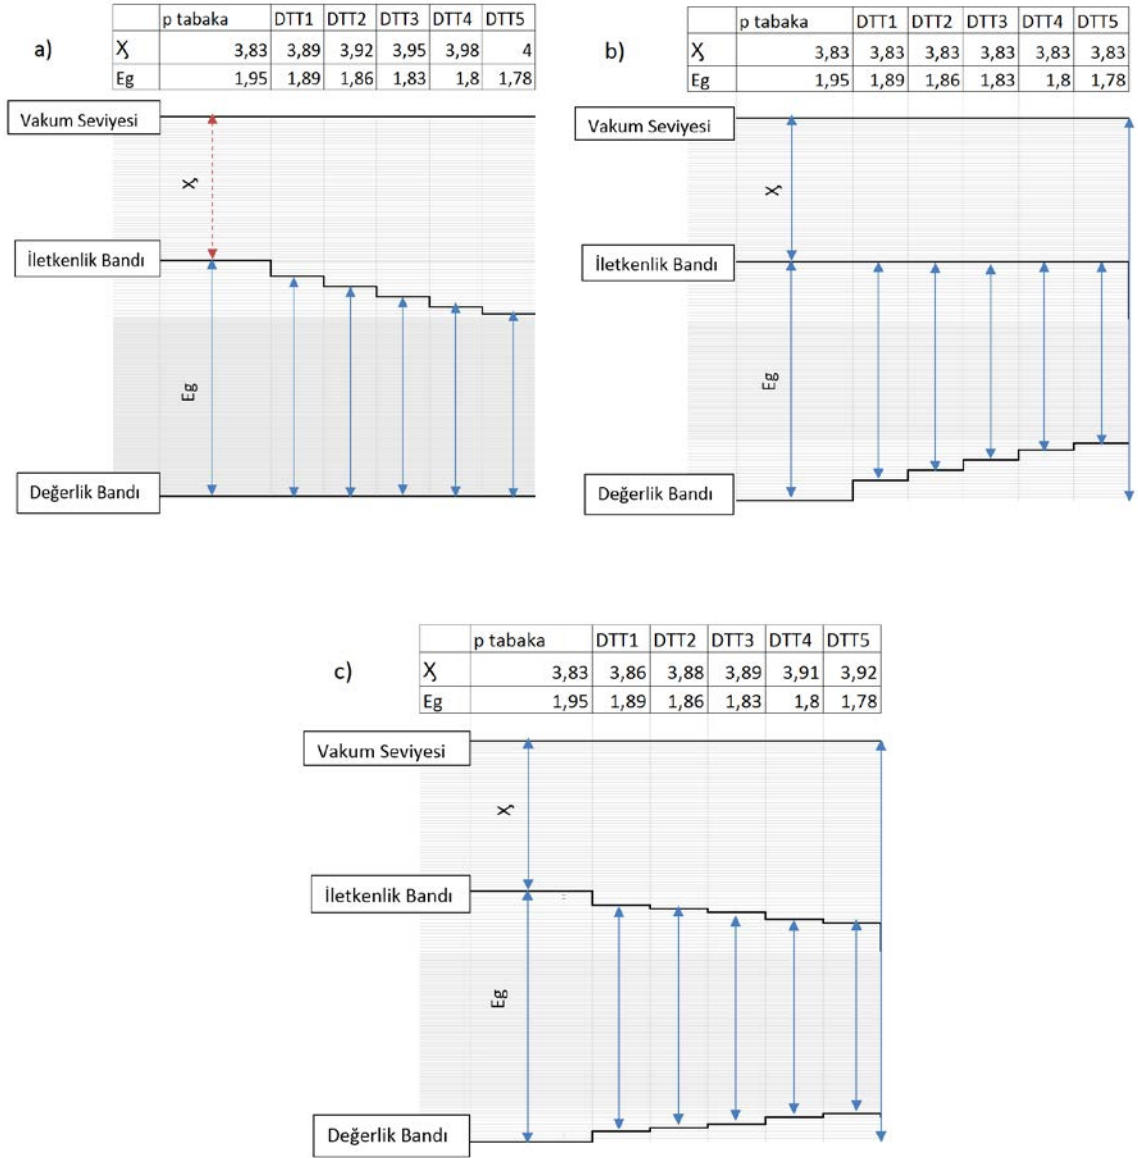 a)
p tabaka DTT1 DTT2 DTT3 DTT4 DTT5
Ӽ 3,83 3,89 3,92 3,95 3,98 4
Eg 1,95 1,89 1,86 1,83 1,8 1,78
Vakum Seviyesi
Ӽ
İletkenlik Bandı
Eg
Değerlik Bandı
b)
p tabaka DTT1 DTT2 DTT3 DTT4 DTT5
Ӽ 3,83 3,83 3,83 3,83 3,83 3,83
Eg 1,95 1,89 1,86 1,83 1,8 1,78
Vakum Seviyesi
Ӽ
İletkenlik Bandı
Eg
Değerlik Bandı
c)
p tabaka DTT1 DTT2 DTT3 DTT4 DTT5
Ӽ 3,83 3,86 3,88 3,89 3,91 3,92
Eg 1,95 1,89 1,86 1,83 1,8 1,78
Vakum Seviyesi
Ӽ
İletkenlik Bandı
Eg
Değerlik Bandı